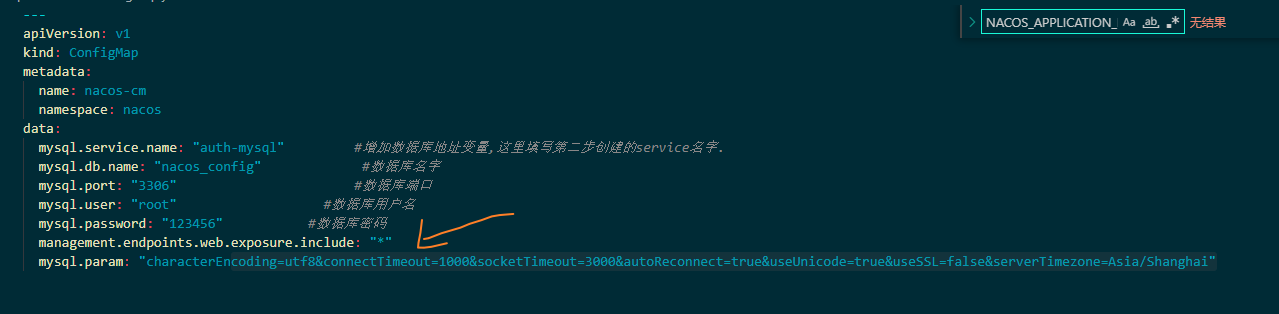 ---
apiVersion: v1
kind: ConfigMap
metadata:
  name: nacos-cm
  namespace: nacos
data:
  mysql.service.name: "auth-mysql"         #增加数据库地址变量,这里填写第二步创建的service名字.
  mysql.db.name: "nacos_config"             #数据库名字
  mysql.port: "3306"                       #数据库端口
  mysql.user: "root"                   #数据库用户名
  mysql.password: "123456"           #数据库密码
  management.endpoints.web.exposure.include: "*"
  mysql.param: "characterEncoding=utf8&connectTimeout=1000&socketTimeout=3000&autoReconnect=true&useUnicode=true&useSSL=false&serverTimezone=Asia/Shanghai"
NACOS_APPLICATION_ Aa ab. .* 无结果